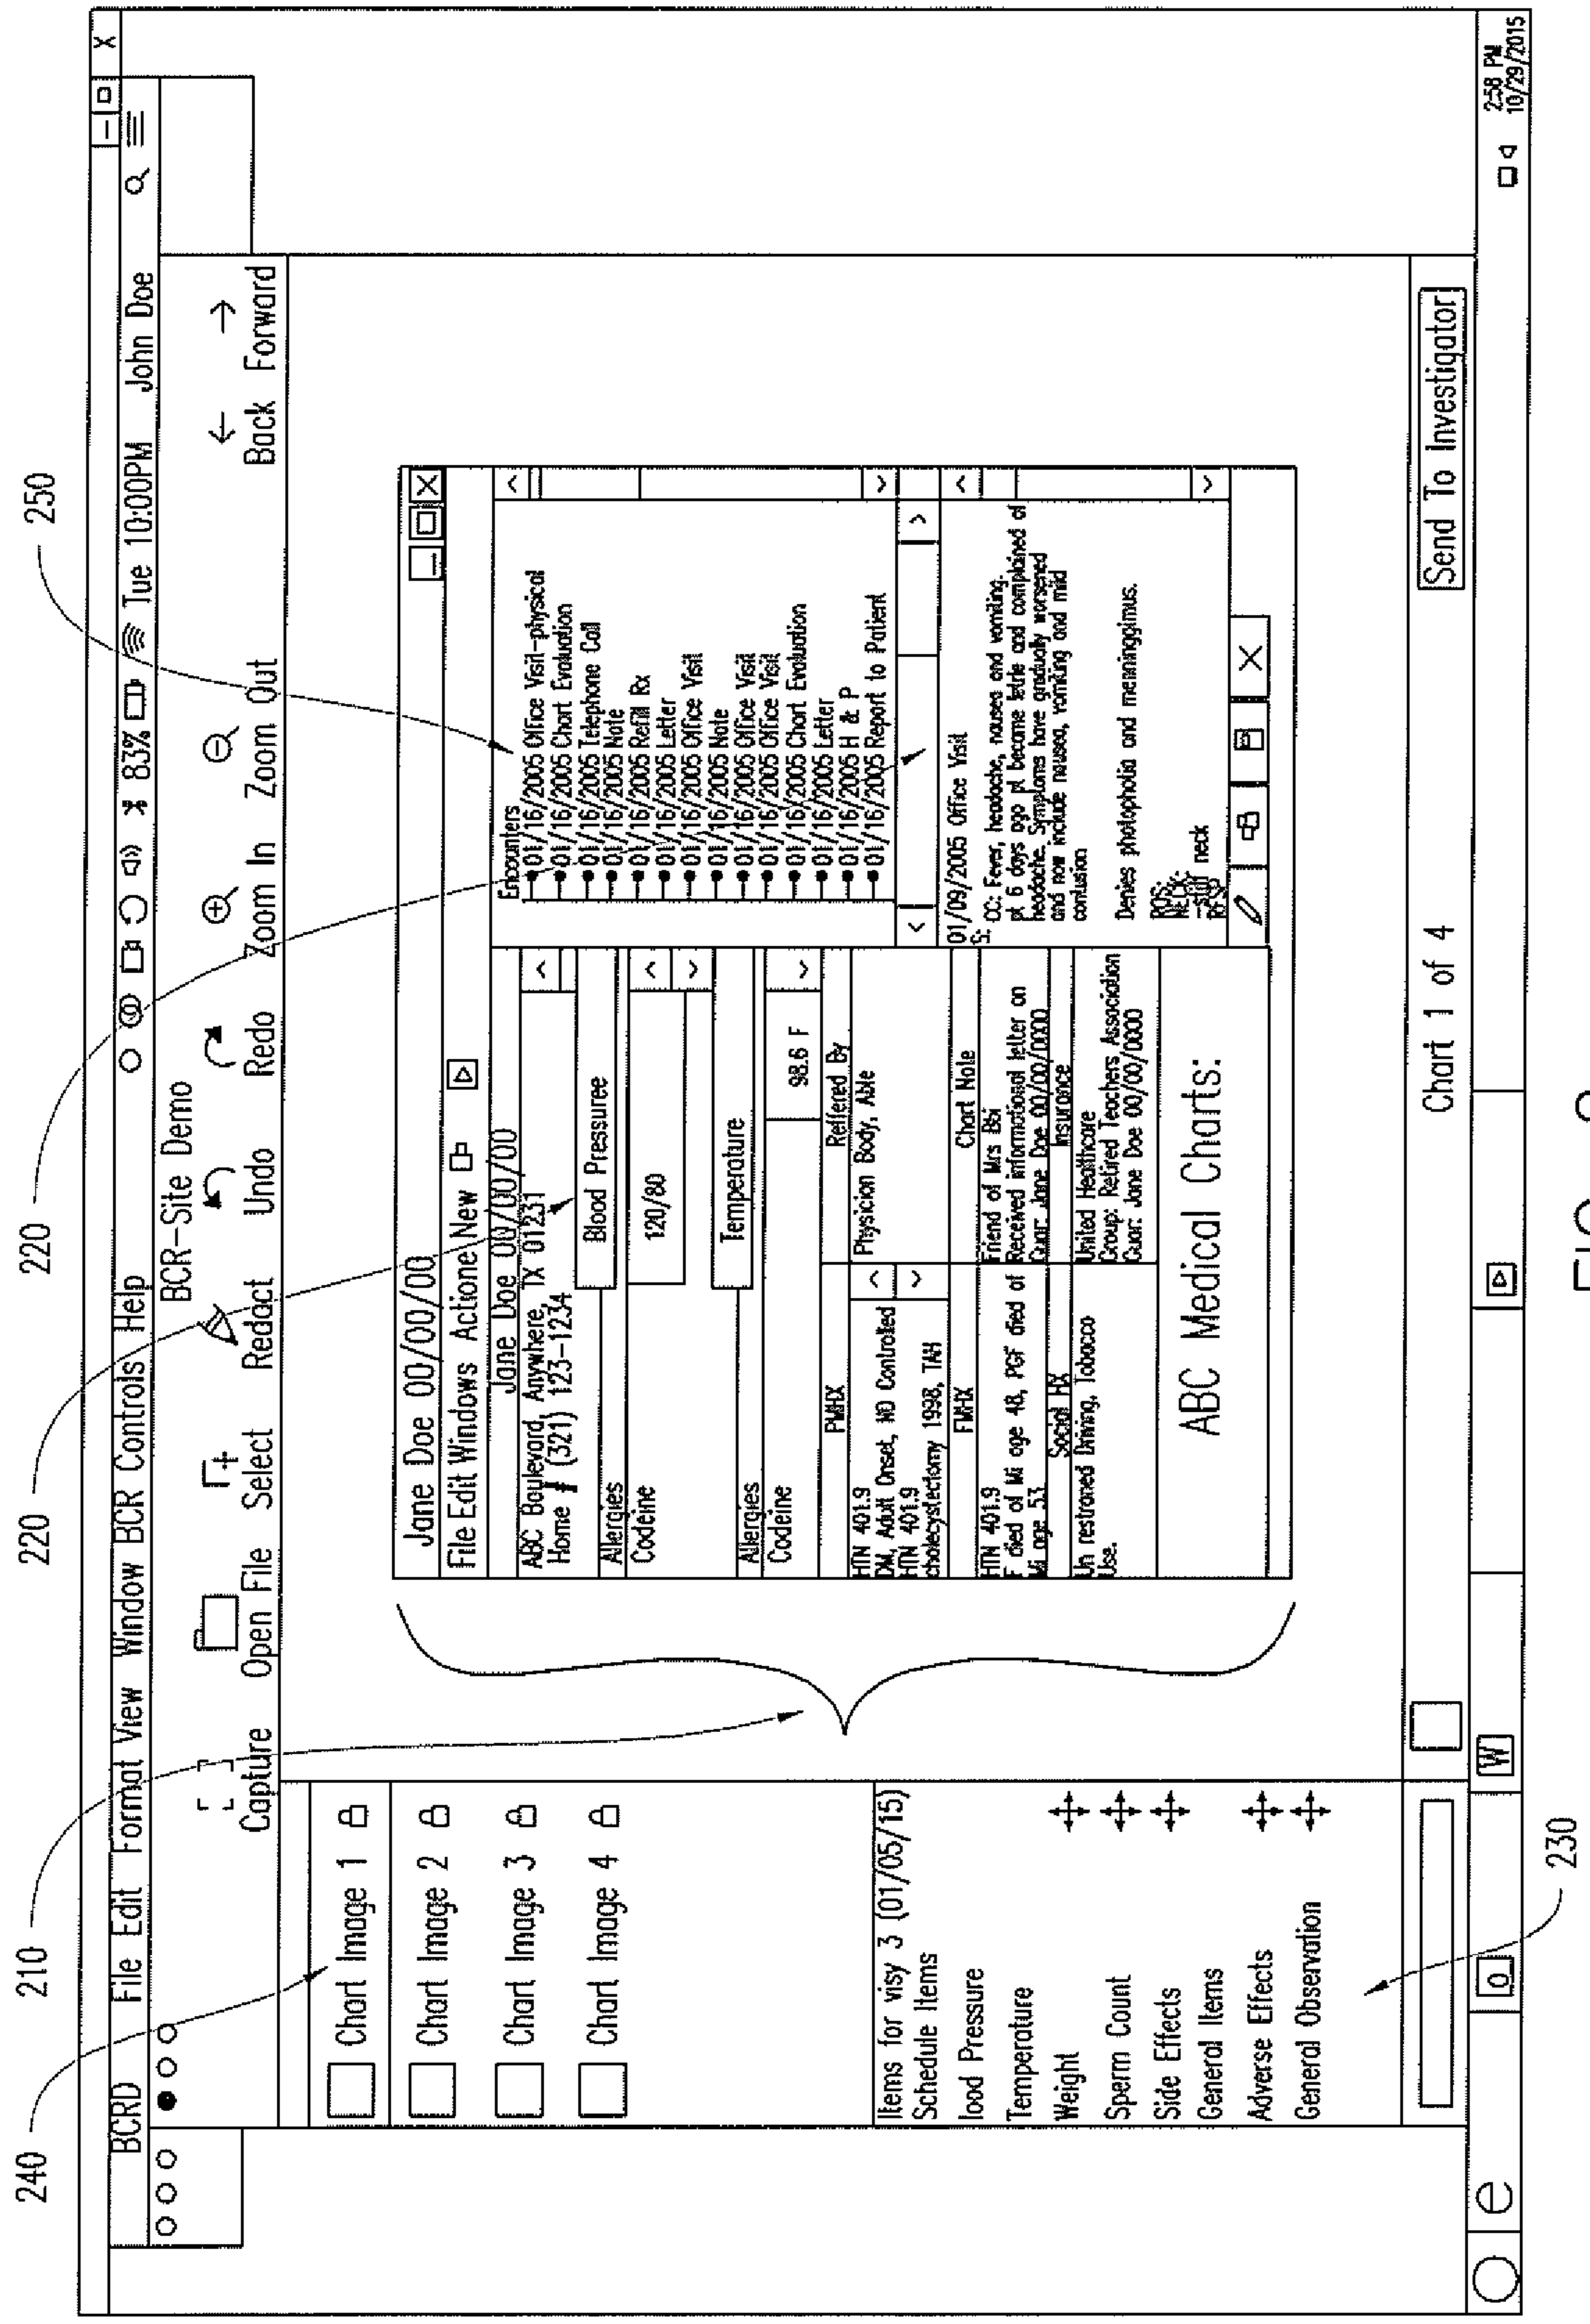 240
210
220
220
250
BCRD File Edit Format View Window BCR Controls Help
83% Tue 10:00PM John Doe
BCR-Site Demo
Capture Open File Select Redact Undo Redo Zoom In Zoom Out Back Forward
Chart Image 1
Chart Image 2
Chart Image 3
Chart Image 4
Items for visy 3 (01/05/15)
Schedule Items
lood Pressure
Temperature
Weight
Sperm Count
Side Effects
General Items
Adverse Effects
General Observation
230
Jane Doe 00/00/00
File Edit Windows Actione New
Jane Doe 00/00/00
ABC Boulevard, Anywhere, TX 01231
Home # (321) 123-1234
Blood Pressuree
Allergies
Codeine
120/80
Temperature
Allergies
Codeine
98.6 F
PMHX
HTN 401.9
DM, Adult Onset, NO Controlled
HTN 401.9
cholecystectomy 1998, TAH
Reffered By
Physicion Body, Able
FMHX
HTN 401.9
F died of Mi age 48, PGF died of
Mi age 53.
Chart Note
Friend of Mrs Bbi
Received informational letter on
Guar: Jane Doe 00/00/0000
Social HX
Un restroned Driving, Tobacco
Use.
Insurance
United Healthcare
Group: Retired Teachers Association
Guar: Jane Doe 00/00/0000
ABC Medical Charts:
Encounters
01/16/2005 Office Visit-physical
01/16/2005 Chart Evaluation
01/16/2005 Telephone Call
01/16/2005 Note
01/16/2005 Refill Rx
01/16/2005 Letter
01/16/2005 Office Visit
01/16/2005 Note
01/16/2005 Office Visit
01/16/2005 Office Visit
01/16/2005 Chart Evaluation
01/16/2005 Letter
01/16/2005 H & P
01/16/2005 Report to Patient
01/09/2005 Office Visit
S:
CC: Fever, headache, nausea and vomiting.
pt 6 days ago pt became letrie and complained of
headache. Symptoms have gradually worsened
and now include nausea, vomiting and mild
contusion
Denies photophotia and menninggimus.
ROS:
NECK:
-stiff neck
RESP
Chart 1 of 4
Send To Investigator
e
o
W
2:58 PM
10/29/2015